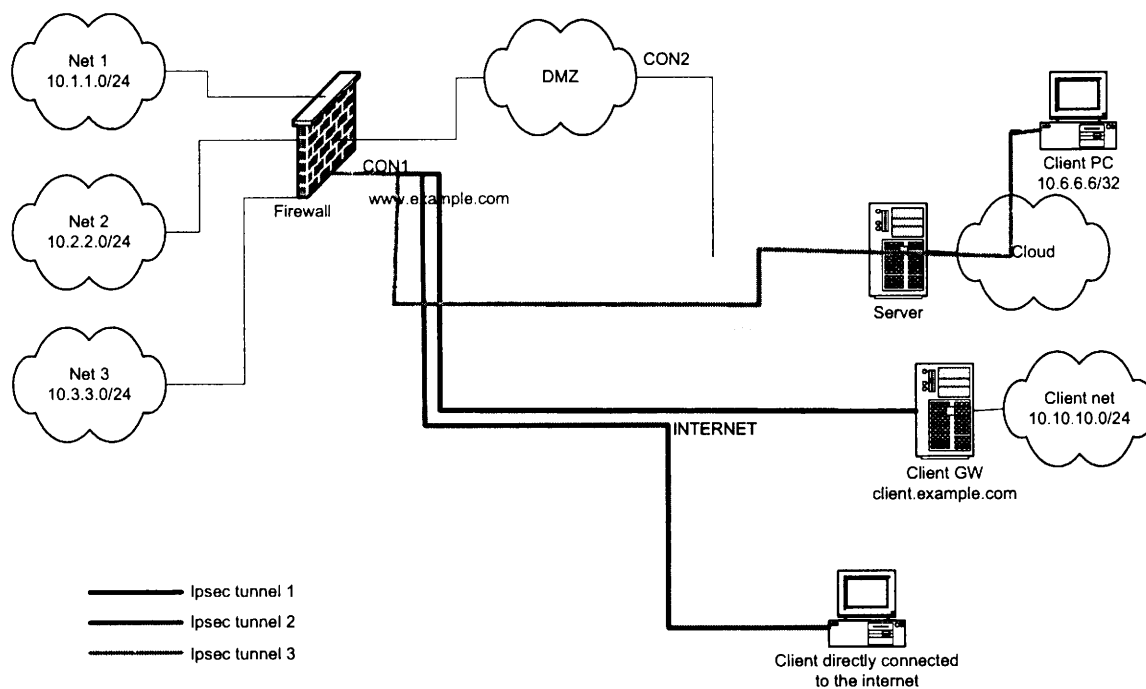 Net 1
10.1.1.0/24
DMZ
CON2
Client PC
10.6.6.6/32
CON1
www.example.com
Firewall
Net 2
10.2.2.0/24
Cloud
Server
Net 3
10.3.3.0/24
Client net
10.10.10.0/24
INTERNET
Client GW
client.example.com
Ipsec tunnel 1
Ipsec tunnel 2
Ipsec tunnel 3
Client directly connected
to the internet